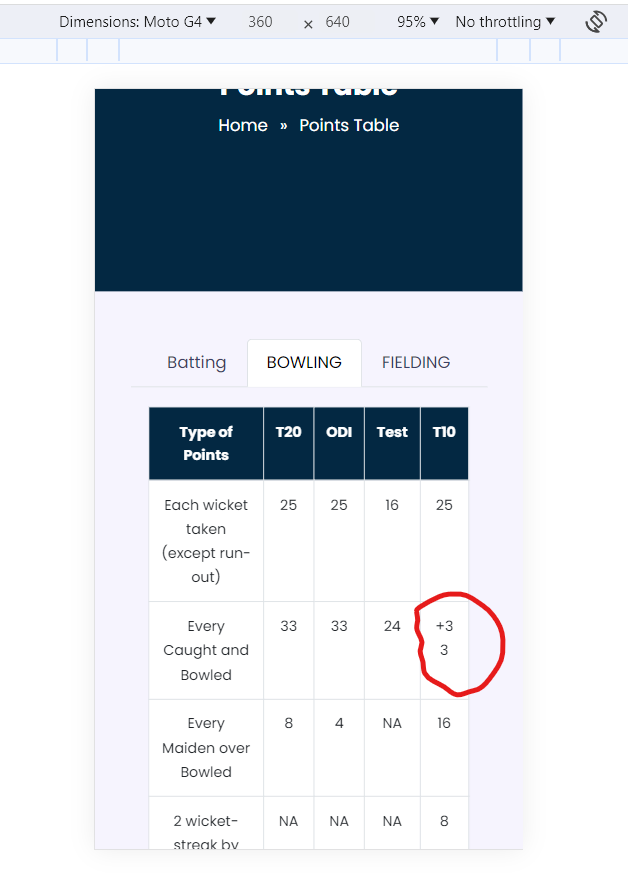 Dimensions: Moto G4 ▼ 360 × 640 95% ▼ No throttling ▼
Points Table
Home » Points Table
Batting BOWLING FIELDING
Type of Points T20 ODI Test T10
Each wicket 25 25 16 25
taken
(except run-
out)
Every 33 33 24 +3
Caught and 3
Bowled
Every 8 4 NA 16
Maiden over
Bowled
2 wicket- NA NA NA 8
streak by